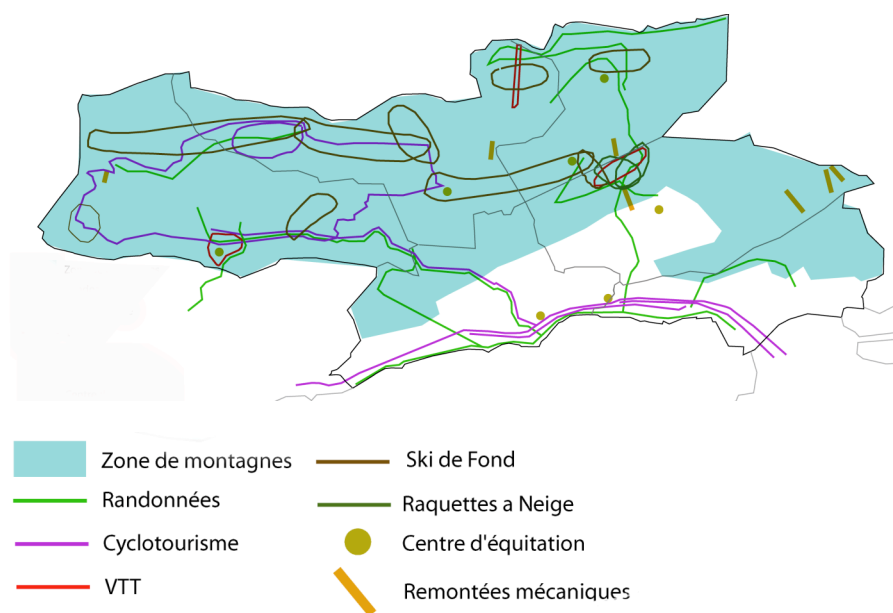 Zone de montagnes
Ski de Fond
Randonnées
Raquettes a Neige
Cyclotourisme
Centre d'équitation
VTT
Remontées mécaniques